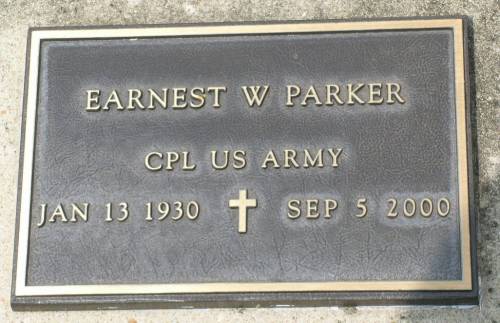 EARNEST W PARKER
CPL US ARMY
JAN 13 1930 SEP 5 2000